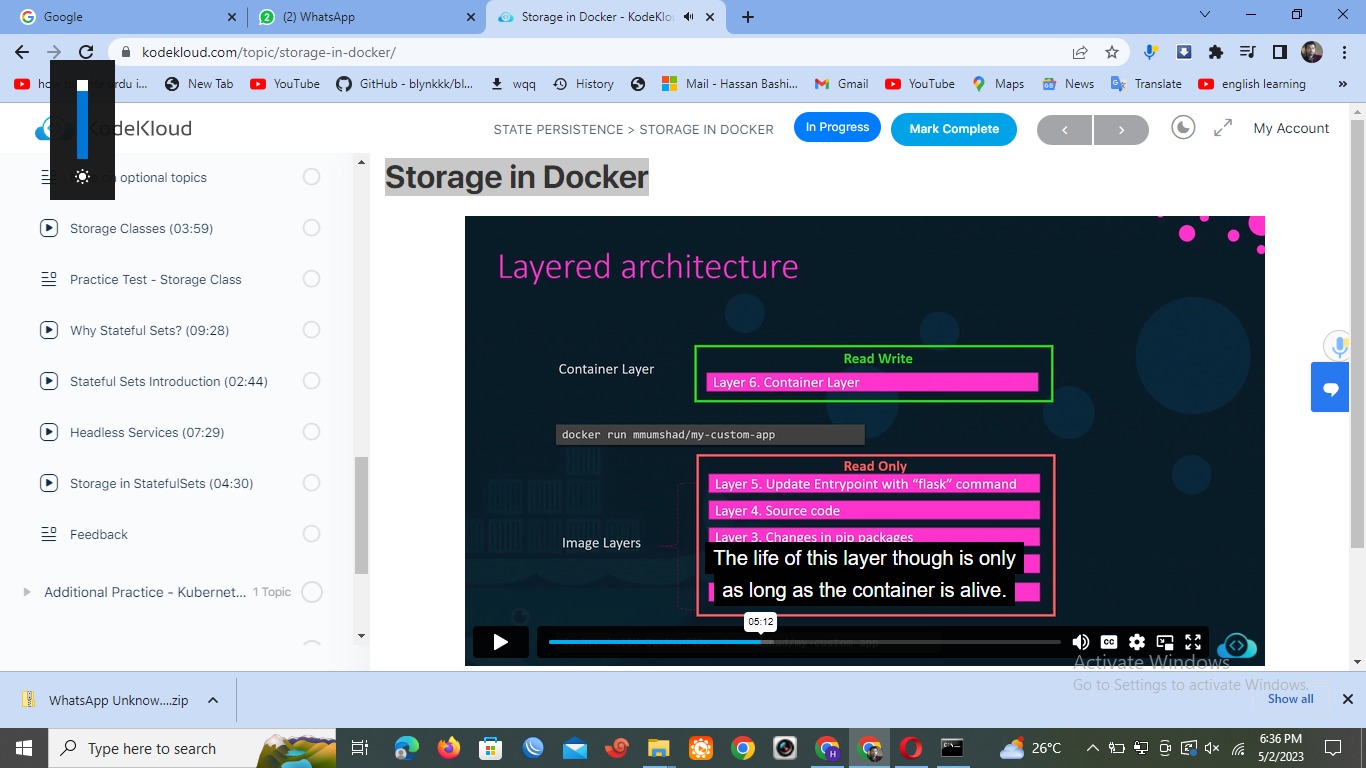 Google
(2) WhatsApp
Storage in Docker - KodeKlo
kodekloud.com/topic/storage-in-docker/
how urdu i...
New Tab
YouTube
GitHub - blynkkk/bl...
wqq
History
Mail - Hassan Bashi...
Gmail
YouTube
Maps
News
Translate
english learning
»
KodeKloud
STATE PERSISTENCE > STORAGE IN DOCKER
In Progress
Mark Complete
My Account
on optional topics
Storage Classes (03:59)
Practice Test - Storage Class
Why Stateful Sets? (09:28)
Stateful Sets Introduction (02:44)
Headless Services (07:29)
Storage in StatefulSets (04:30)
Feedback
Additional Practice - Kubernet... 1 Topic
Storage in Docker
Layered architecture
Container Layer
Read Write
Layer 6. Container Layer
docker run mmumshad/my-custom-app
Read Only
Layer 5. Update Entrypoint with “flask” command
Layer 4. Source code
Layer 3. Changes in pip packages
Image Layers
The life of this layer though is only
as long as the container is alive.
05:12
CC
Activate Windows
Go to Settings to activate Windows.
WhatsApp Unknow....zip
Show all
Type here to search
26°C
6:36 PM
5/2/2023